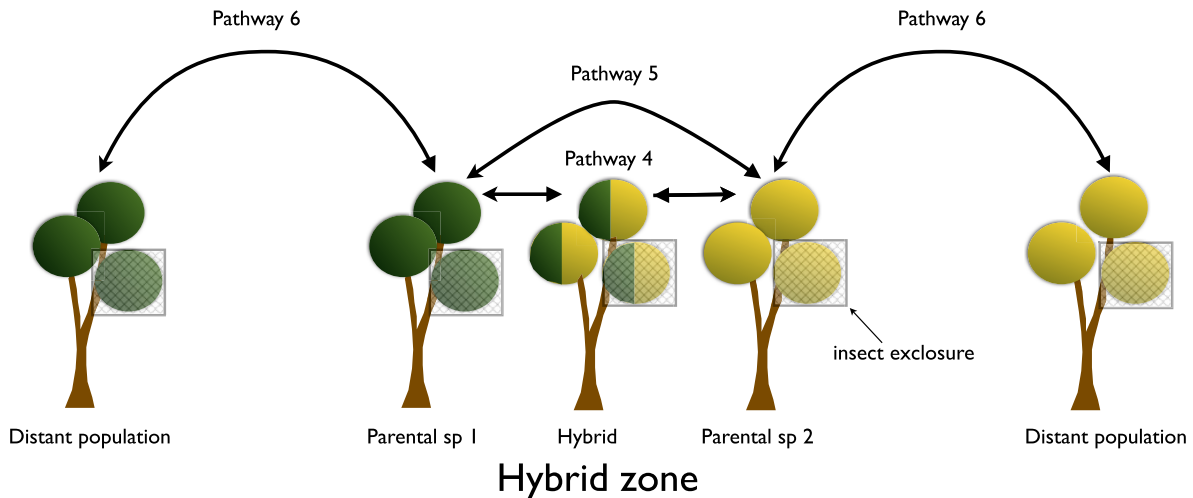 Pathway 6
Pathway 6
Pathway 5
Pathway 4
insect exclosure
Distant population
Parental sp 1
Hybrid
Parental sp 2
Distant population
Hybrid zone